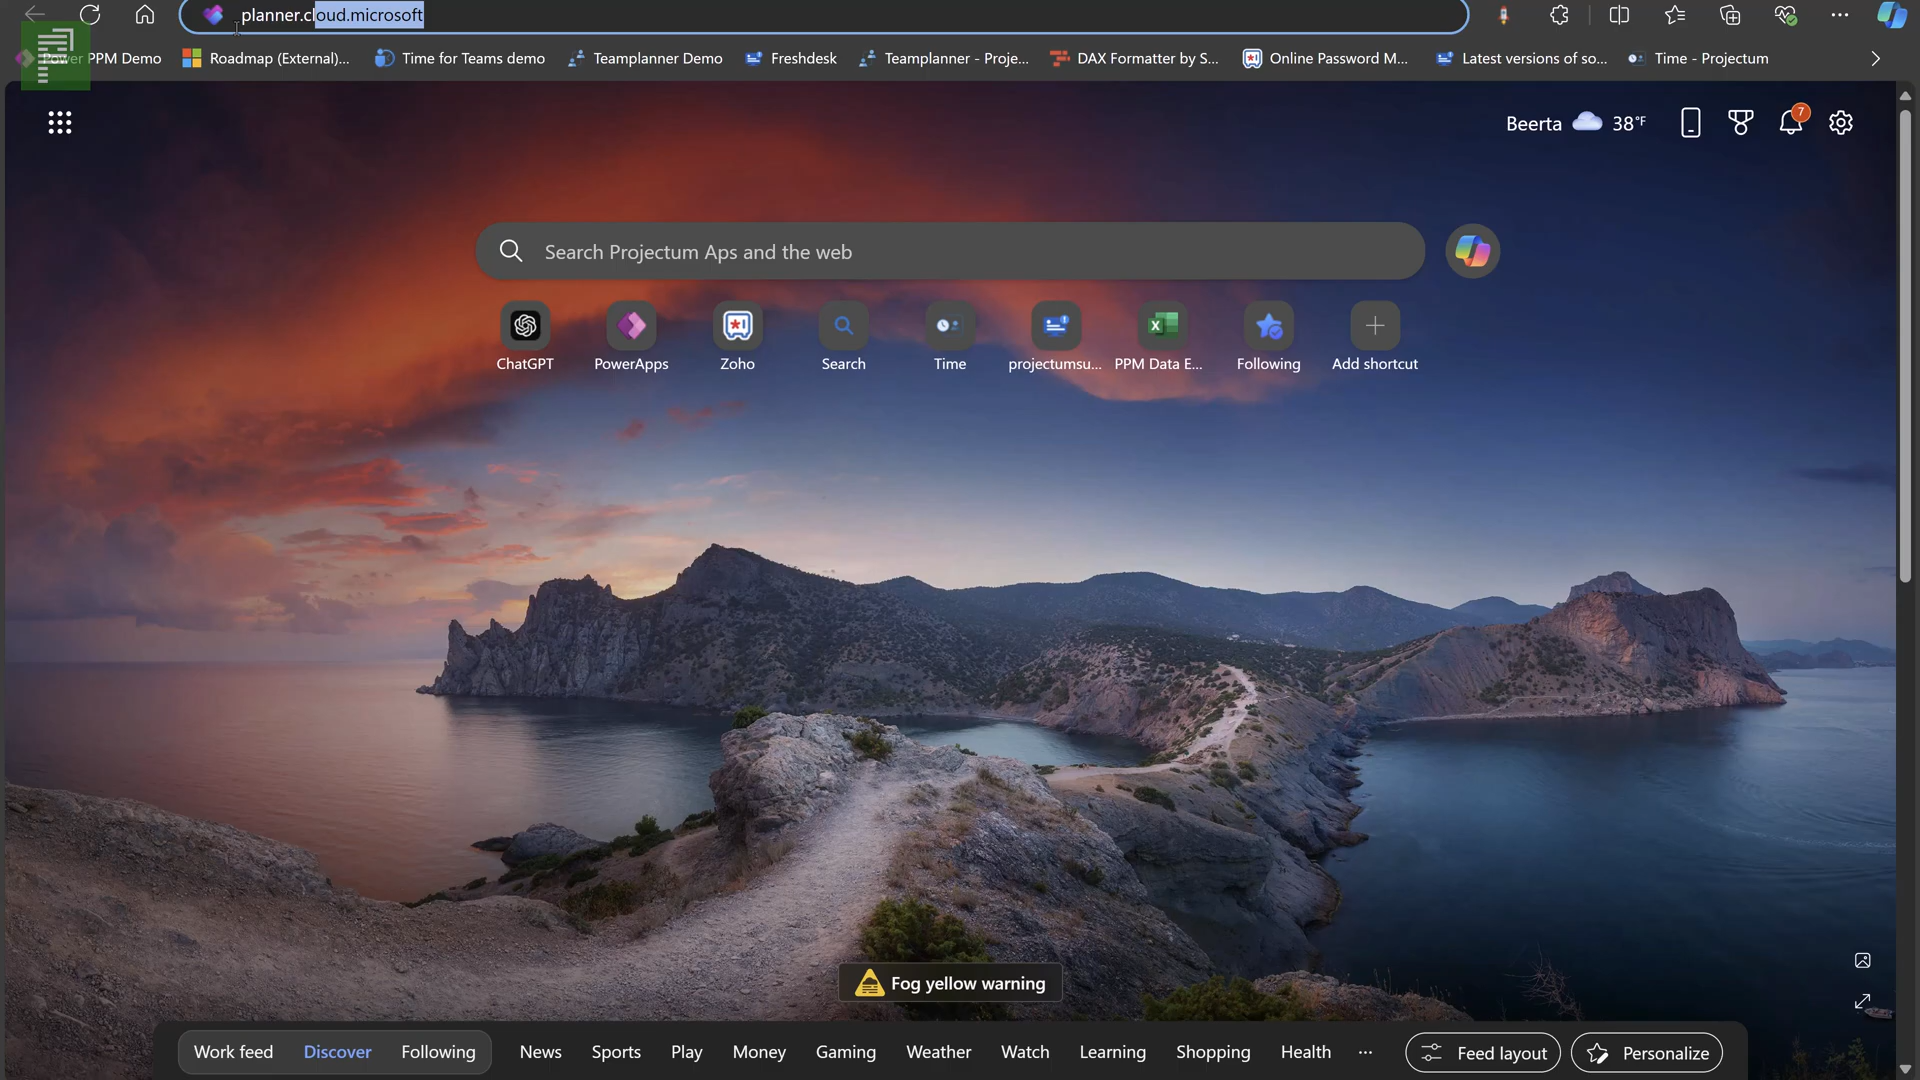 planner.cloud.microsoft
Power PPM Demo
Roadmap (External)...
Time for Teams demo
Teamplanner Demo
Freshdesk
Teamplanner - Proje...
DAX Formatter by S...
Online Password M...
Latest versions of so...
Time - Projectum
Beerta
38°F
7
Search Projectum Aps and the web
ChatGPT
PowerApps
Zoho
Search
Time
projectumsu...
PPM Data E...
Following
Add shortcut
Fog yellow warning
Work feed
Discover
Following
News
Sports
Play
Money
Gaming
Weather
Watch
Learning
Shopping
Health
Feed layout
Personalize